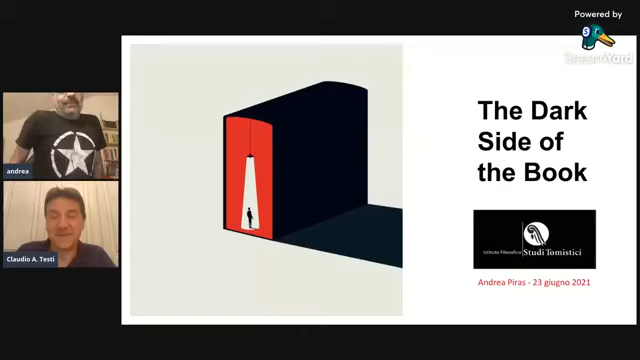 Powered by
StreamYard
The Dark
Side of
the Book
Istituto Filosofico Studi Tomistici
Andrea Piras - 23 giugno 2021
andrea
Claudio A. Testi